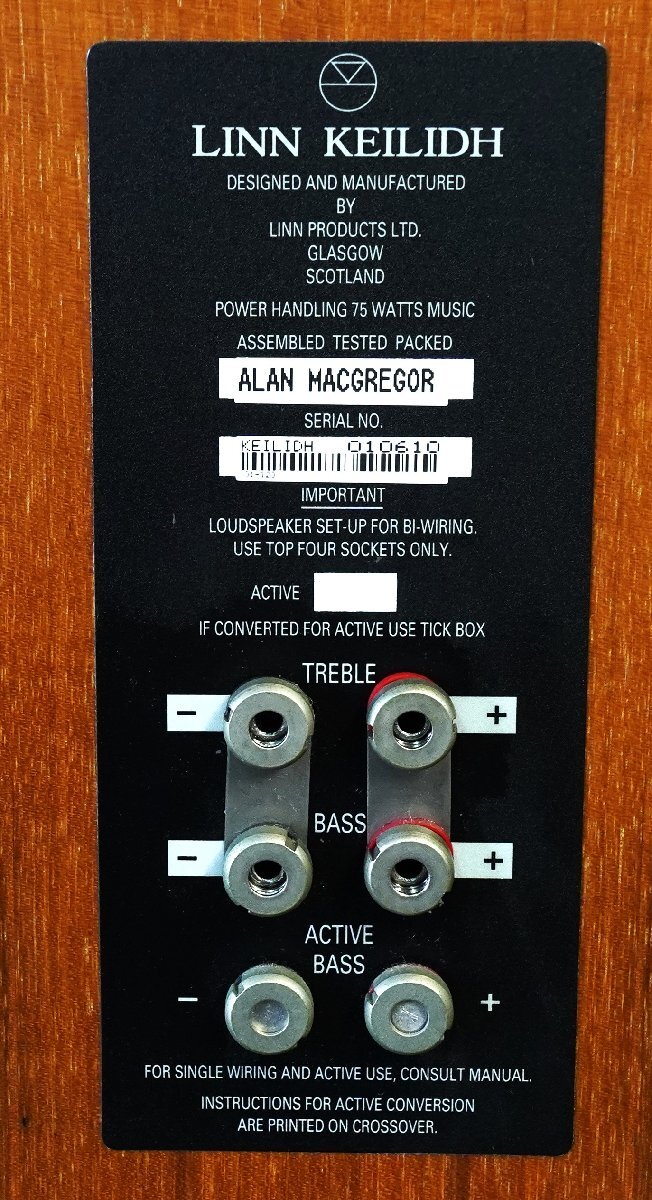 LINN KEILIDH
DESIGNED AND MANUFACTURED
BY
LINN PRODUCTS LTD.
GLASGOW
SCOTLAND
POWER HANDLING 75 WATTS MUSIC
ASSEMBLED TESTED PACKED
ALAN MACGREGOR
SERIAL NO.
KEILIDH 010610
IMPORTANT
LOUDSPEAKER SET-UP FOR BI-WIRING.
USE TOP FOUR SOCKETS ONLY.
ACTIVE
IF CONVERTED FOR ACTIVE USE TICK BOX
TREBLE
− +
BASS
− +
ACTIVE
BASS
− +
FOR SINGLE WIRING AND ACTIVE USE, CONSULT MANUAL.
INSTRUCTIONS FOR ACTIVE CONVERSION
ARE PRINTED ON CROSSOVER.